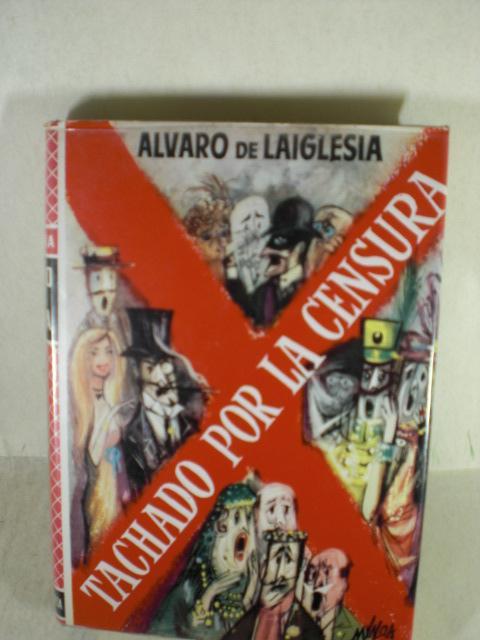 ALVARO DE LAIGLESIA
TACHADO POR LA CENSURA